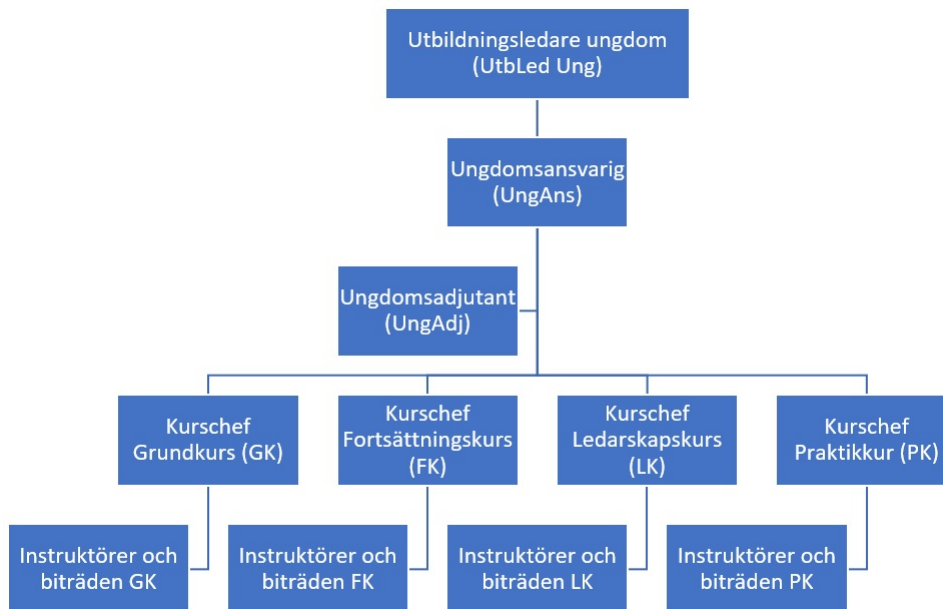 Utbildningsledare ungdom
(UtbLed Ung)
Ungdomsansvarig
(UngAns)
Ungdomsadjutant
(UngAdj)
Kurschef
Grundkurs (GK)
Kurschef
Fortsättningskurs
(FK)
Kurschef
Ledarskapskurs
(LK)
Kurschef
Praktikkur (PK)
Instruktörer och
biträden GK
Instruktörer och
biträden FK
Instruktörer och
biträden LK
Instruktörer och
biträden PK